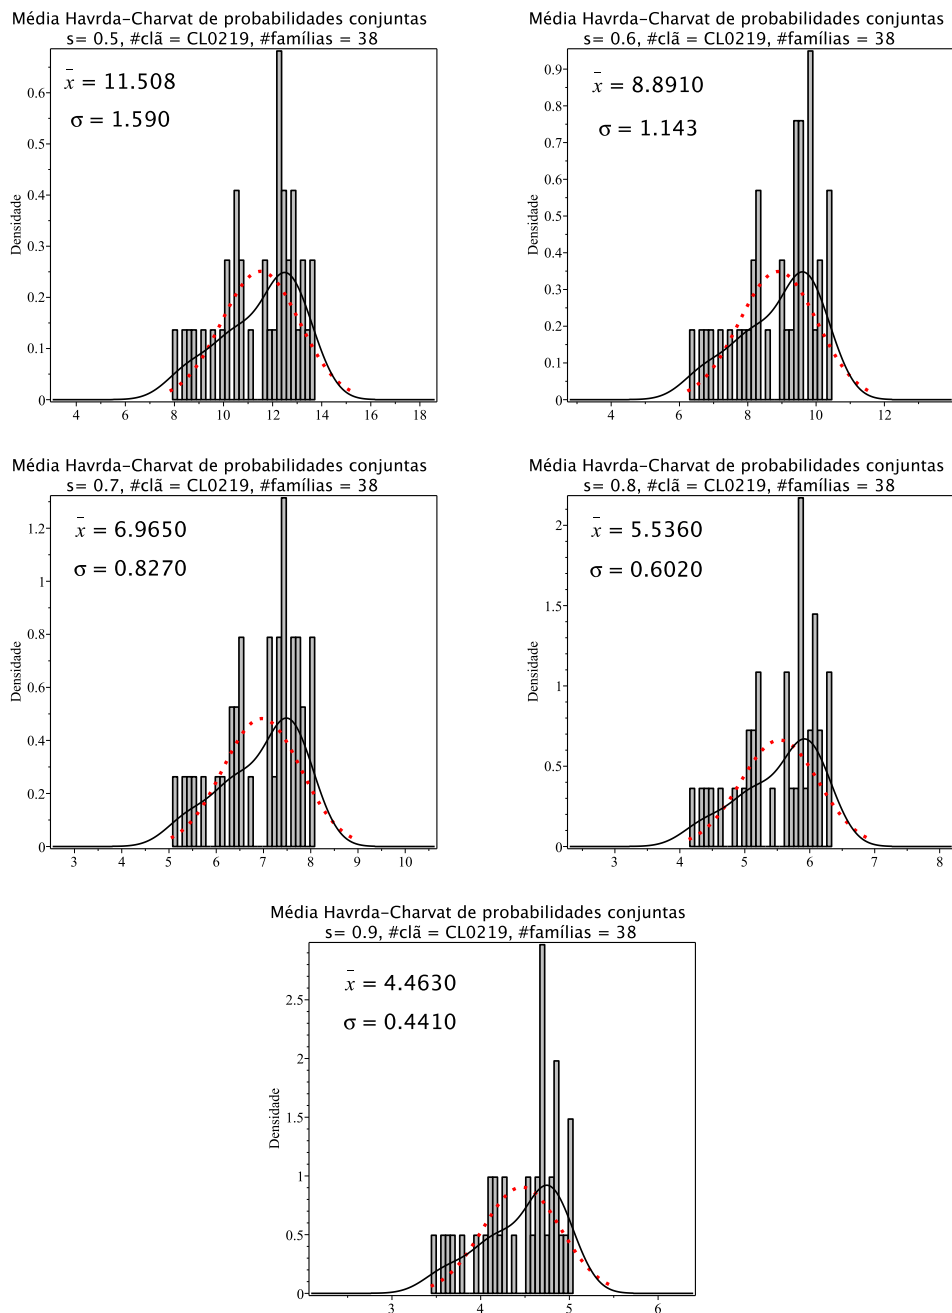 Média Havrda-Charvat de probabilidades conjuntas
s= 0.5, #clã = CL0219, #famílias = 38
x̄ = 11.508
σ = 1.590
Densidade
0.6
0.5
0.4
0.3
0.2
0.1
0
4 6 8 10 12 14 16 18
Média Havrda-Charvat de probabilidades conjuntas
s= 0.6, #clã = CL0219, #famílias = 38
x̄ = 8.8910
σ = 1.143
Densidade
0.9
0.8
0.7
0.6
0.5
0.4
0.3
0.2
0.1
0
4 6 8 10 12
Média Havrda-Charvat de probabilidades conjuntas
s= 0.7, #clã = CL0219, #famílias = 38
x̄ = 6.9650
σ = 0.8270
Densidade
1.2
1
0.8
0.6
0.4
0.2
0
3 4 5 6 7 8 9 10
Média Havrda-Charvat de probabilidades conjuntas
s= 0.8, #clã = CL0219, #famílias = 38
x̄ = 5.5360
σ = 0.6020
Densidade
2
1.5
1
0.5
0
3 4 5 6 7 8
Média Havrda-Charvat de probabilidades conjuntas
s= 0.9, #clã = CL0219, #famílias = 38
x̄ = 4.4630
σ = 0.4410
Densidade
2.5
2
1.5
1
0.5
0
3 4 5 6